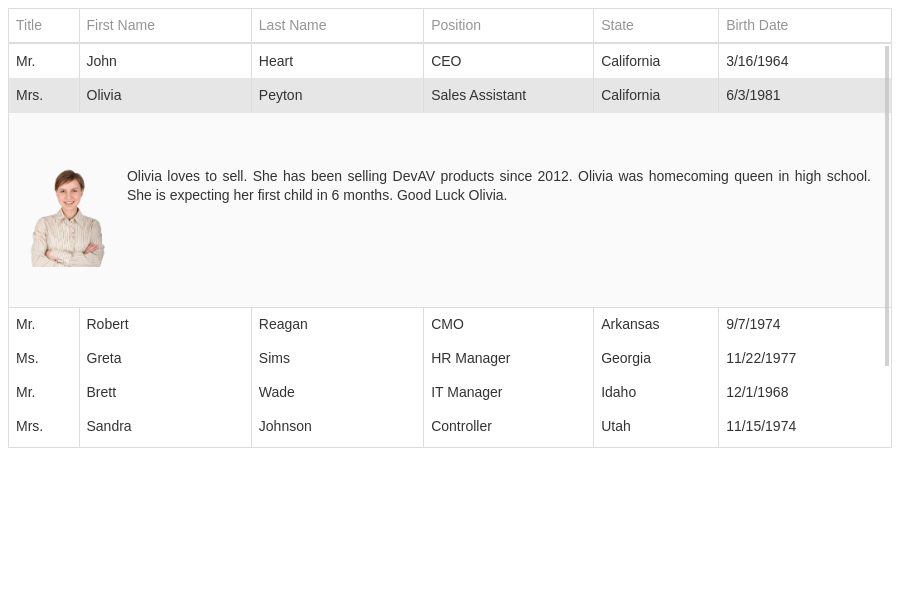 Title First Name Last Name Position State Birth Date
Mr. John Heart CEO California 3/16/1964
Mrs. Olivia Peyton Sales Assistant California 6/3/1981
Olivia loves to sell. She has been selling DevAV products since 2012. Olivia was homecoming queen in high school.
She is expecting her first child in 6 months. Good Luck Olivia.
Mr. Robert Reagan CMO Arkansas 9/7/1974
Ms. Greta Sims HR Manager Georgia 11/22/1977
Mr. Brett Wade IT Manager Idaho 12/1/1968
Mrs. Sandra Johnson Controller Utah 11/15/1974